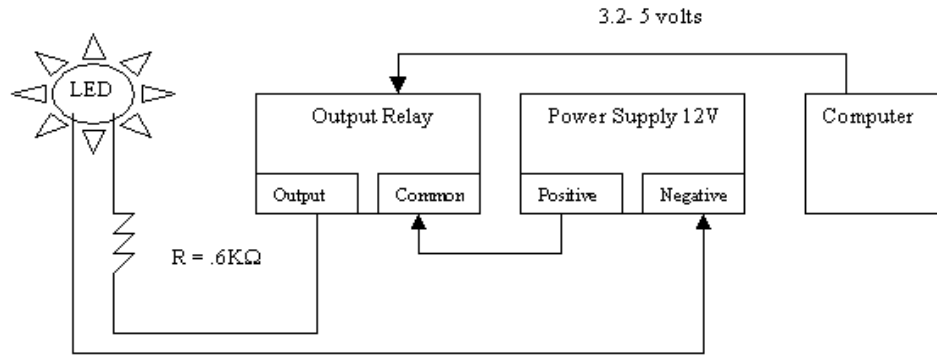 3.2- 5 volts
LED
Output Relay
Power Supply 12V
Computer
Output
Common
Positive
Negative
R = .6KΩ